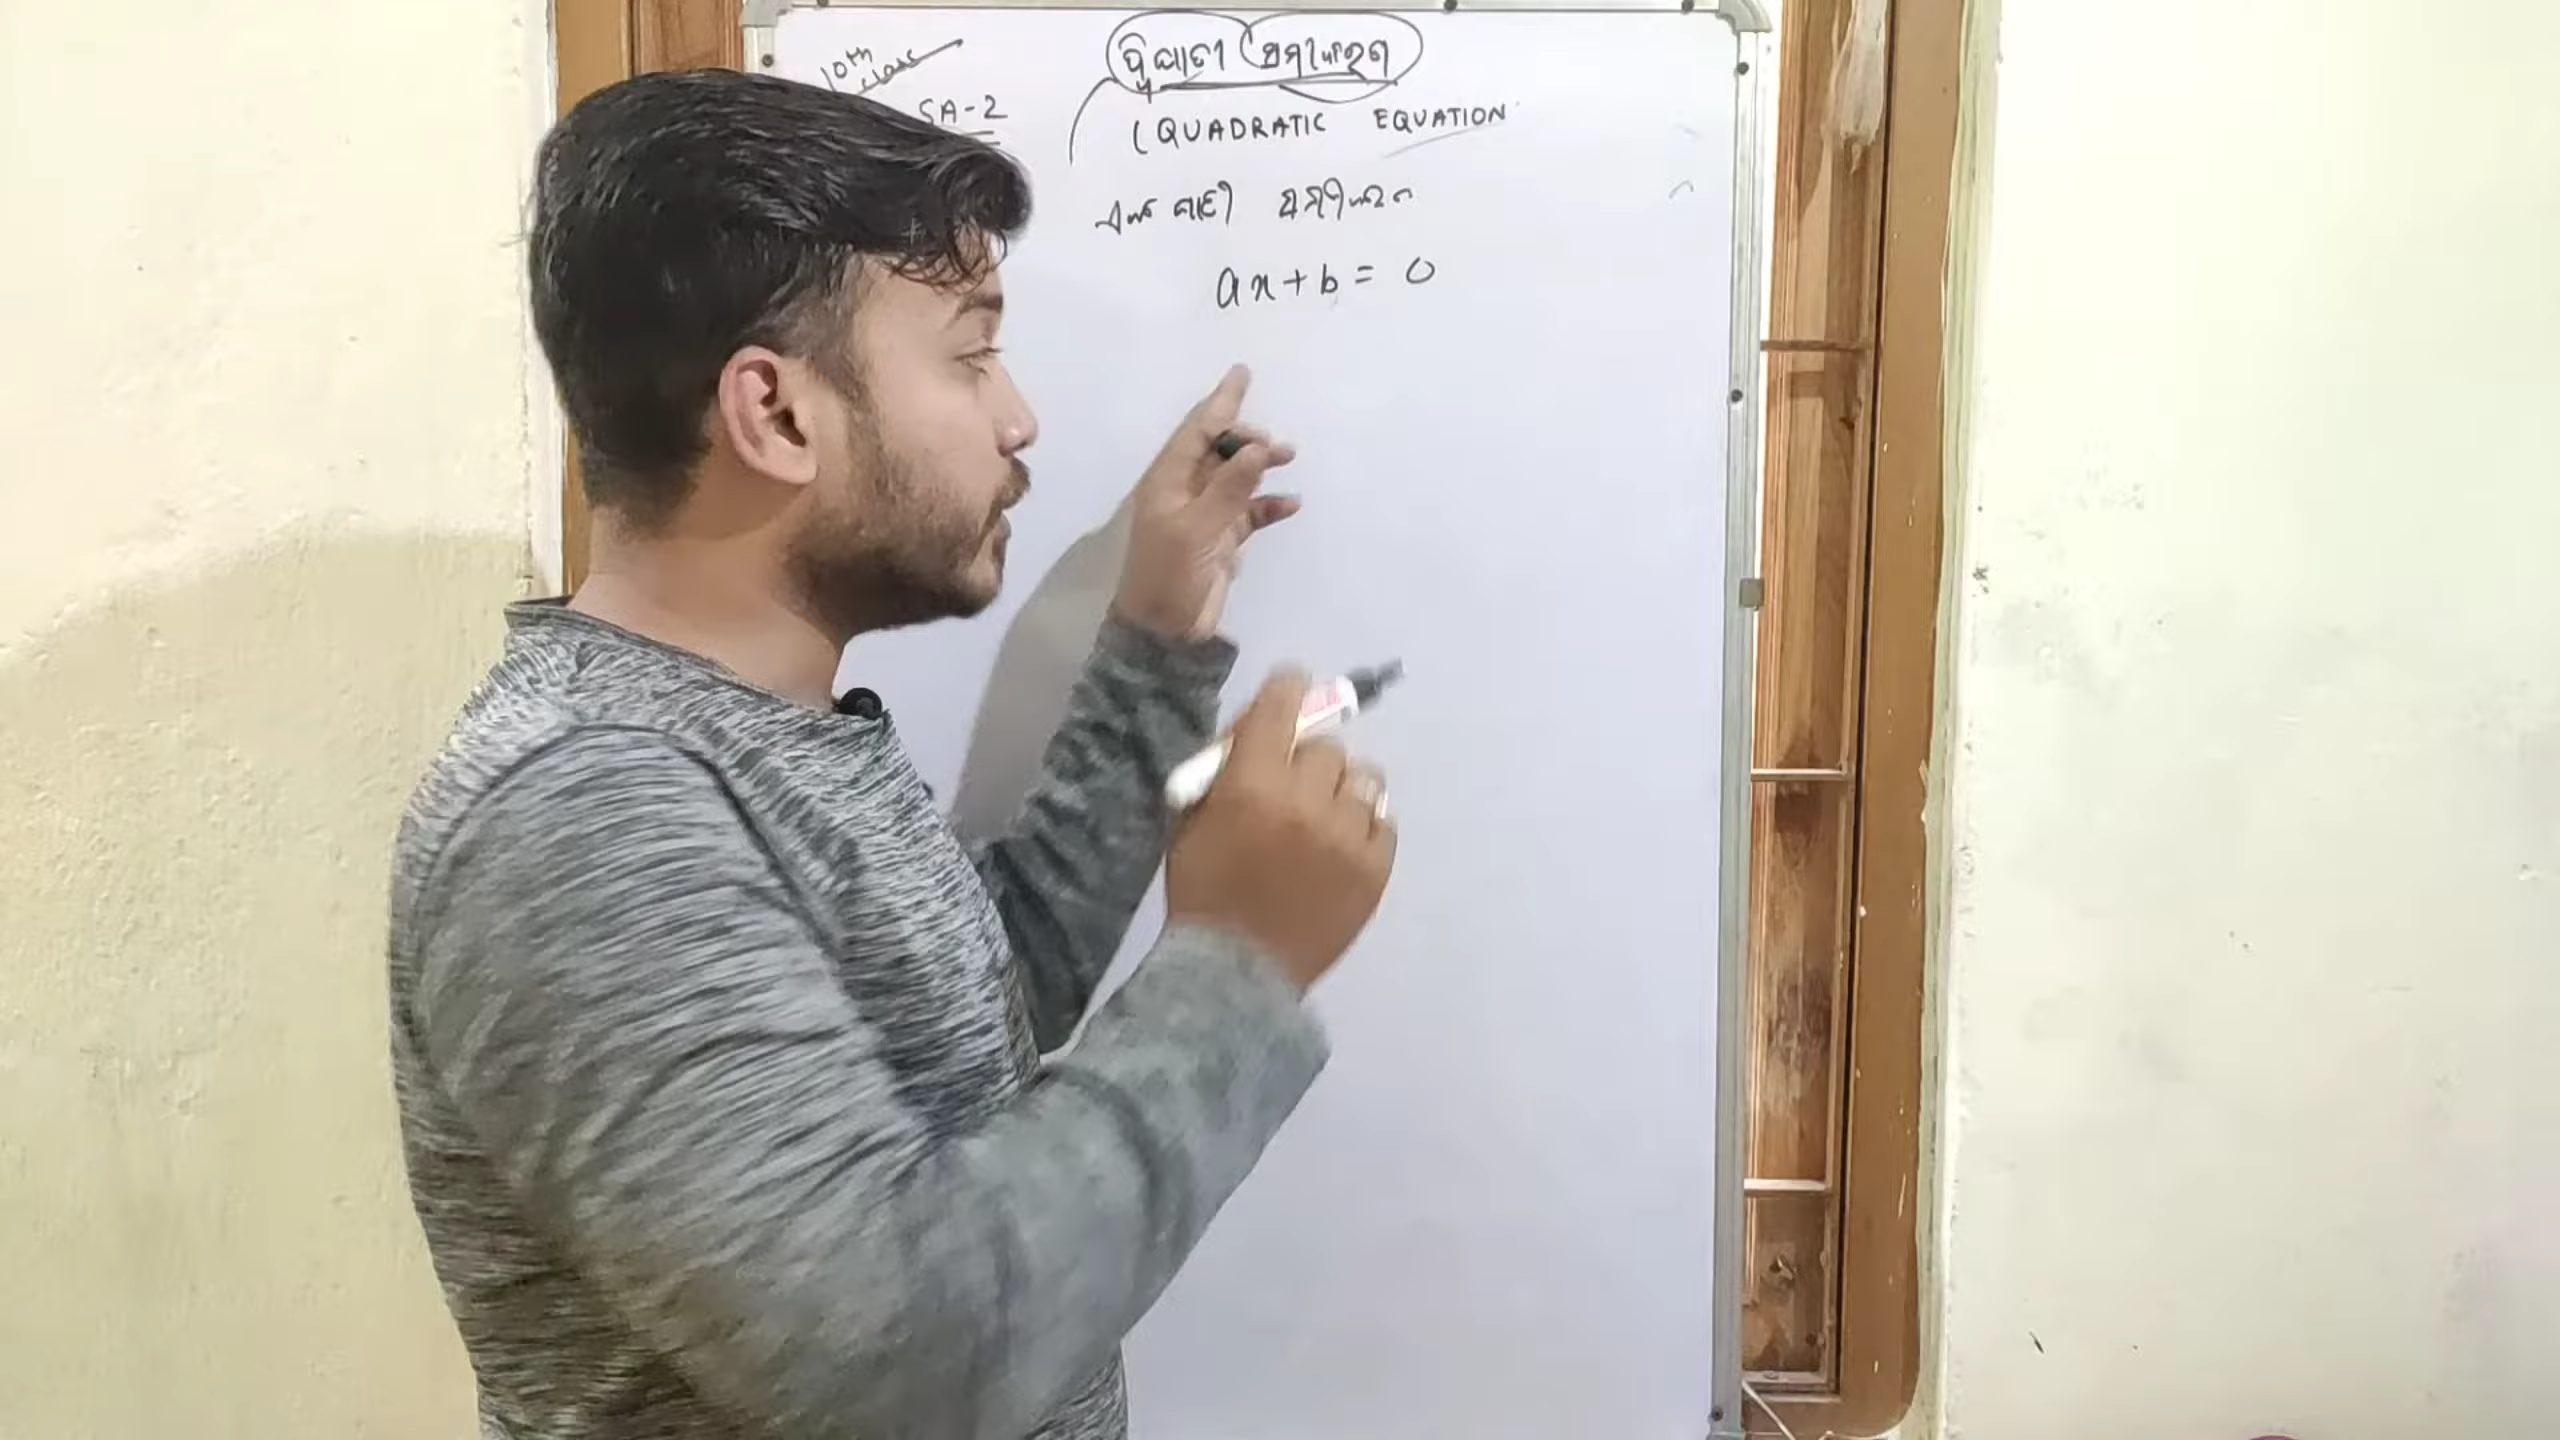 10th
class
SA-2
ଦ୍ୱିଘାତୀ ସମୀକରଣ
(QUADRATIC EQUATION
ଏକ ଘାତୀ ସମୀକରଣ
ax+b= 0